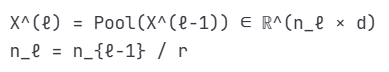 X^(ℓ) = Pool(X^(ℓ-1)) ∈ ℝ^(n_ℓ × d)
n_ℓ = n_{ℓ-1} / r